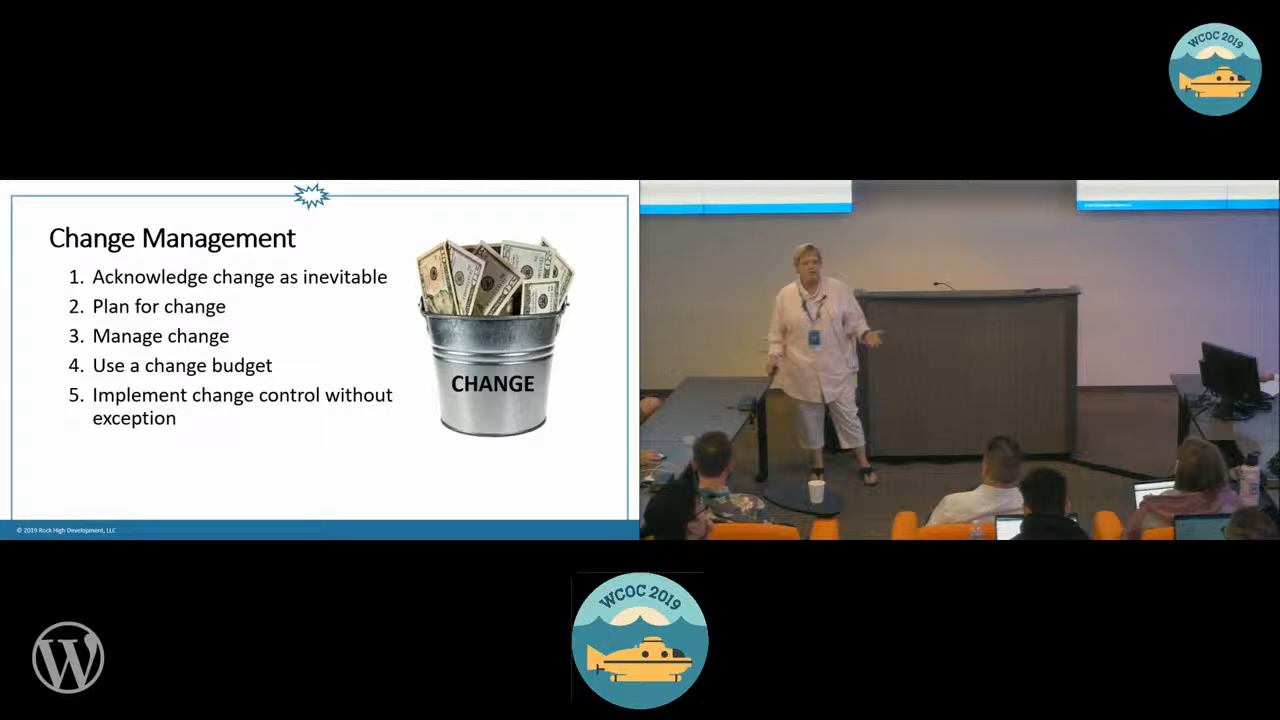 WCOC 2019
Change Management
1. Acknowledge change as inevitable
2. Plan for change
3. Manage change
4. Use a change budget
5. Implement change control without
exception
CHANGE
© 2019 Rock High Development, LLC
WCOC 2019